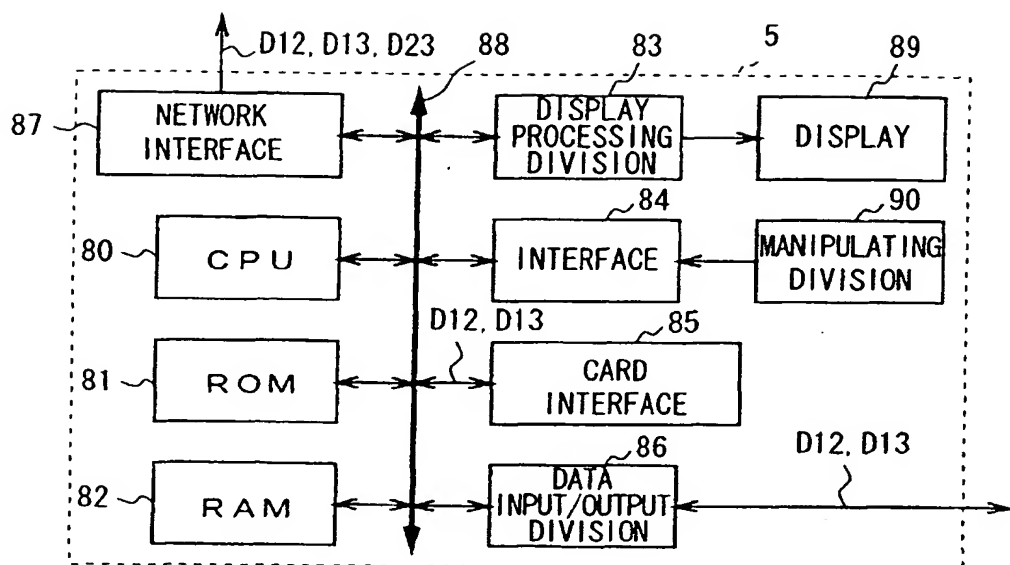 D12, D13, D23
88
83
5
89
87
NETWORK
INTERFACE
DISPLAY
PROCESSING
DIVISION
DISPLAY
84
90
80
CPU
INTERFACE
MANIPULATING
DIVISION
D12, D13
85
81
ROM
CARD
INTERFACE
86
D12, D13
82
RAM
DATA
INPUT/OUTPUT
DIVISION